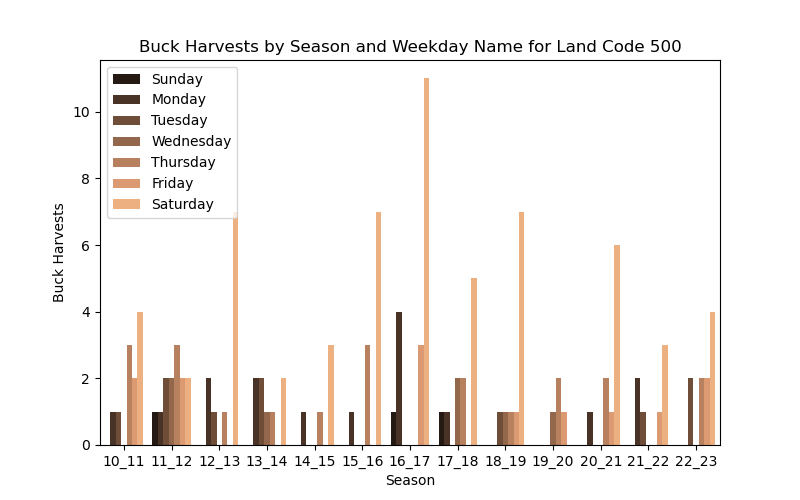 Buck Harvests by Season and Weekday Name for Land Code 500
Sunday
Monday
Tuesday
Wednesday
Thursday
Friday
Saturday
10
8
6
4
2
0
Buck Harvests
10_11
11_12
12_13
13_14
14_15
15_16
16_17
17_18
18_19
19_20
20_21
21_22
22_23
Season